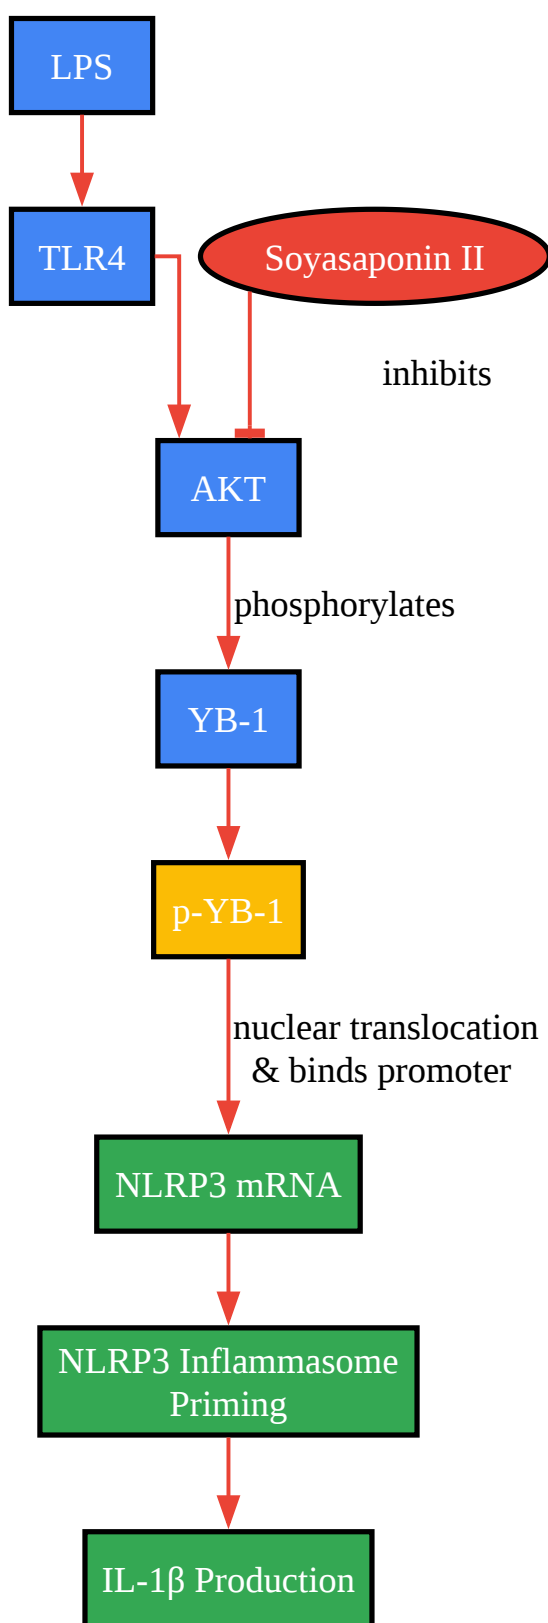 LPS
TLR4
Soyasaponin II
inhibits
AKT
phosphorylates
YB-1
p-YB-1
nuclear translocation
& binds promoter
NLRP3 mRNA
NLRP3 Inflammasome
Priming
IL-1β Production